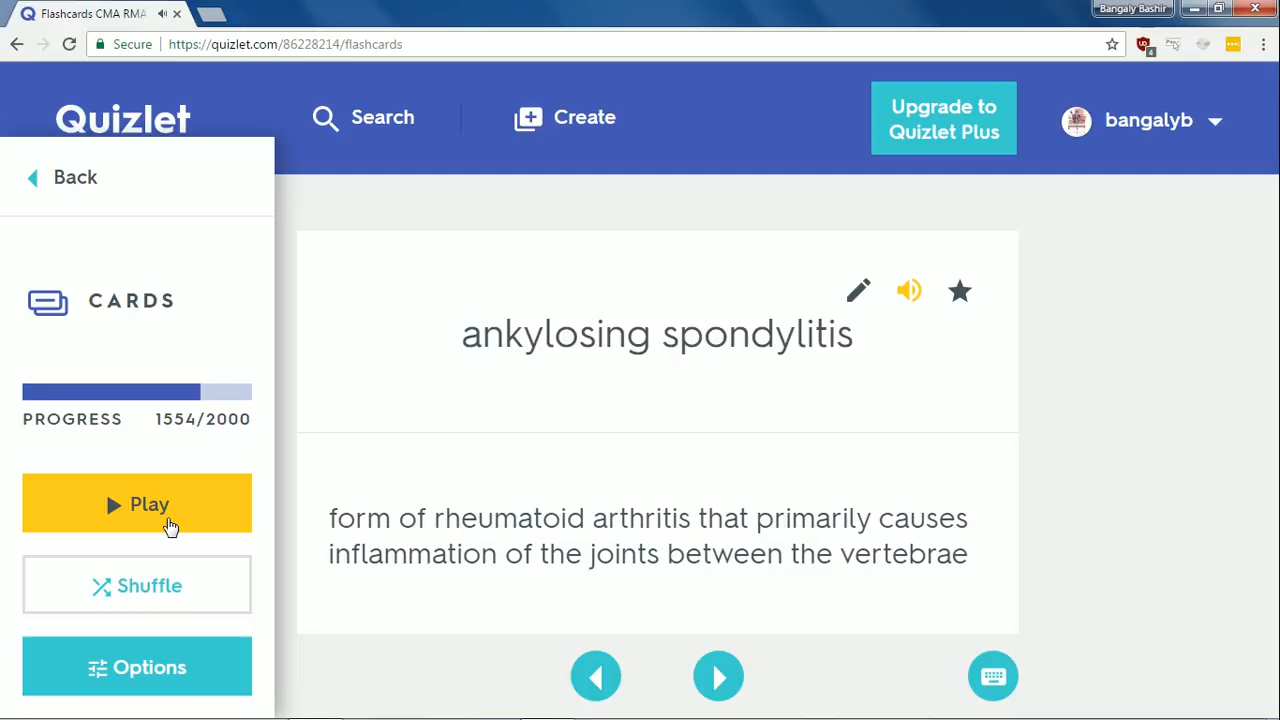 Flashcards CMA RMA
Bangaly Bashir
Secure
https://quizlet.com/86228214/flashcards
4
Quizlet
Search
Create
Upgrade to
Quizlet Plus
bangalyb
Back
CARDS
PROGRESS 1554/2000
Play
Shuffle
Options
ankylosing spondylitis
form of rheumatoid arthritis that primarily causes
inflammation of the joints between the vertebrae